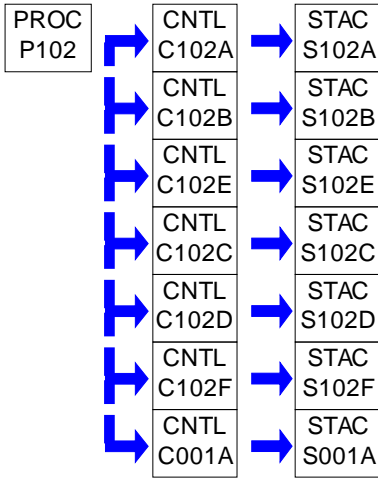 PROC
P102
CNTL
C102A
STAC
S102A
CNTL
C102B
STAC
S102B
CNTL
C102E
STAC
S102E
CNTL
C102C
STAC
S102C
CNTL
C102D
STAC
S102D
CNTL
C102F
STAC
S102F
CNTL
C001A
STAC
S001A